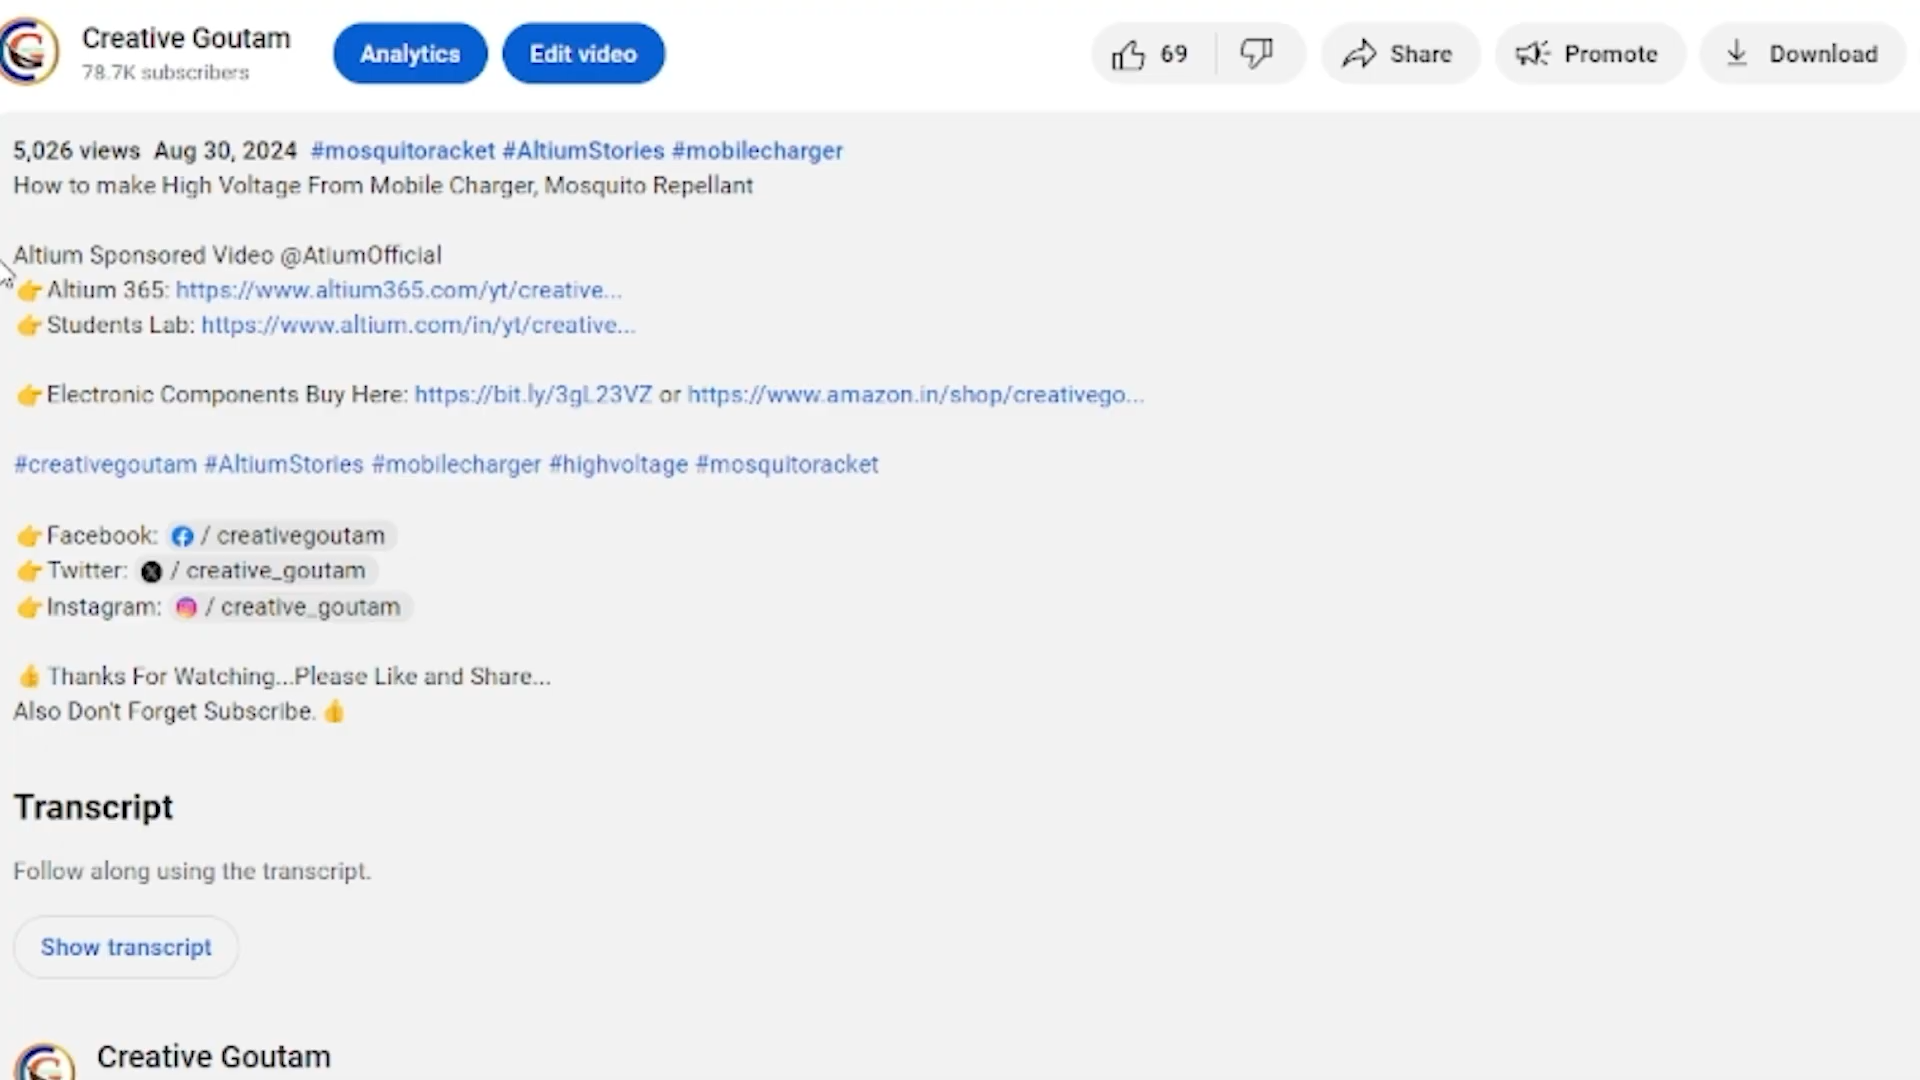 Creative Goutam
78.7K subscribers
Analytics
Edit video
69
Share
Promote
Download
5,026 views Aug 30, 2024 #mosquitoracket #AltiumStories #mobilecharger
How to make High Voltage From Mobile Charger, Mosquito Repellant
Altium Sponsored Video @AtiumOfficial
👉Altium 365: https://www.altium365.com/yt/creative...
👉Students Lab: https://www.altium.com/in/yt/creative...
👉Electronic Components Buy Here: https://bit.ly/3gL23VZ or https://www.amazon.in/shop/creativego...
#creativegoutam #AltiumStories #mobilecharger #highvoltage #mosquitoracket
👉Facebook: / creativegoutam
👉Twitter: / creative_goutam
👉Instagram: / creative_goutam
👍 Thanks For Watching...Please Like and Share...
Also Don't Forget Subscribe. 👍
Transcript
Follow along using the transcript.
Show transcript
Creative Goutam